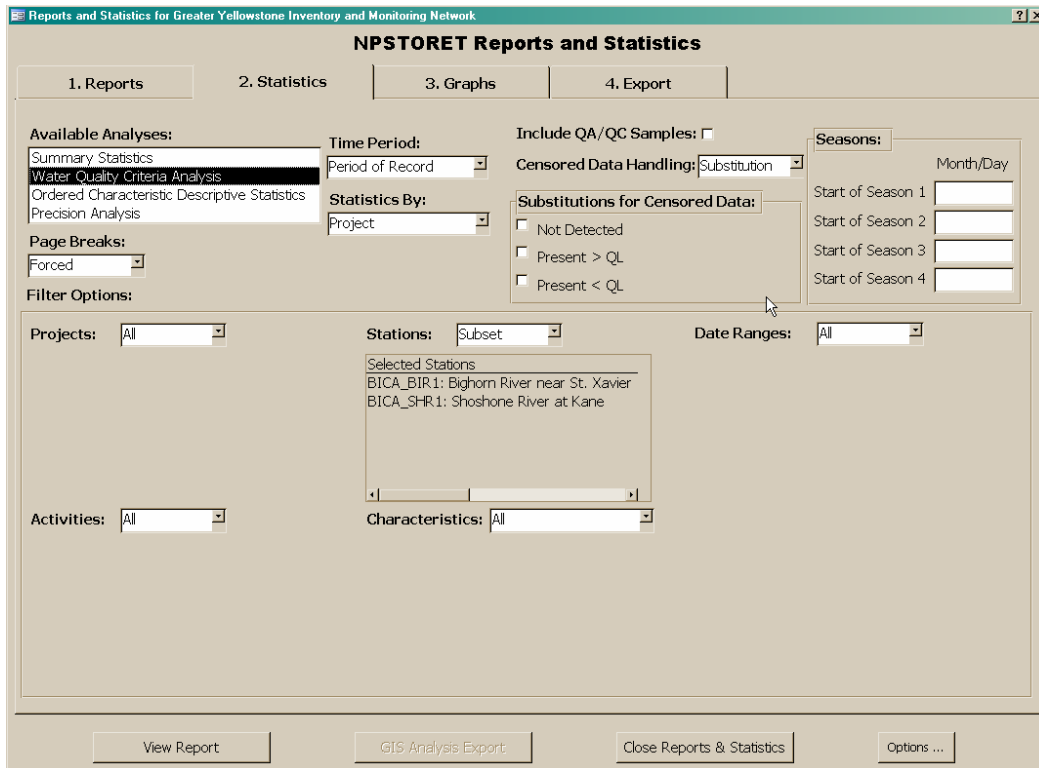 Reports and Statistics for Greater Yellowstone Inventory and Monitoring Network
NPSTORET Reports and Statistics
1. Reports
2. Statistics
3. Graphs
4. Export
Available Analyses:
Summary Statistics
Water Quality Criteria Analysis
Ordered Characteristic Descriptive Statistics
Precision Analysis
Page Breaks:
Forced
Time Period:
Period of Record
Statistics By:
Project
Include QA/QC Samples:
Censored Data Handling: Substitution
Substitutions for Censored Data:
Not Detected
Present > QL
Present < QL
Seasons:
Month/Day
Start of Season 1
Start of Season 2
Start of Season 3
Start of Season 4
Filter Options:
Projects: All
Stations: Subset
Date Ranges: All
Selected Stations
BICA_BIR1: Bighorn River near St. Xavier
BICA_SHR1: Shoshone River at Kane
Activities: All
Characteristics: All
View Report
GIS Analysis Export
Close Reports & Statistics
Options ...